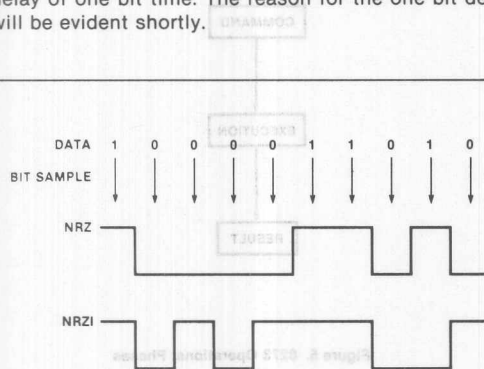 delay of one bit time. The reason for the one bit de
will be evident shortly.
COMMAND
EXECUTION
DATA 1 0 0 0 0 1 1 0 1 0
BIT SAMPLE
NRZ
RESULT
NRZI
Figure 5. 8273 Operational Phases